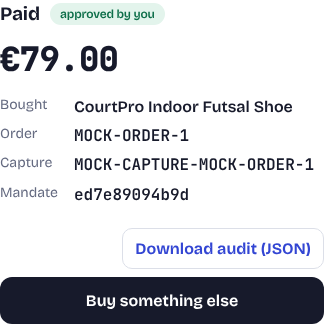 Paid approved by you
€79.00
Bought CourtPro Indoor Futsal Shoe
Order MOCK-ORDER-1
Capture MOCK-CAPTURE-MOCK-ORDER-1
Mandate ed7e89094b9d
Download audit (JSON)
Buy something else